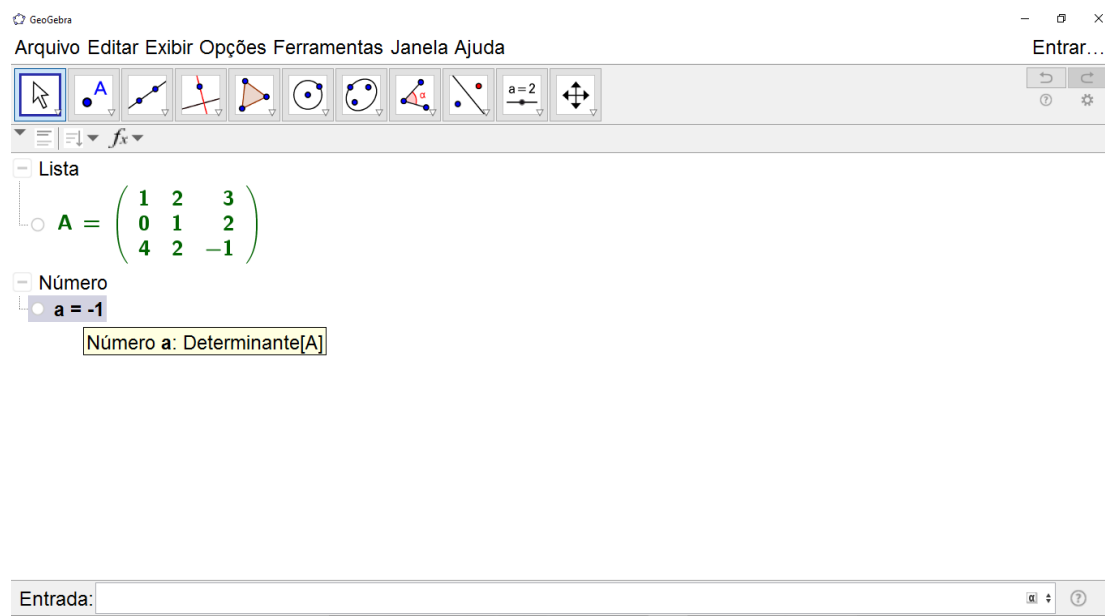 GeoGebra
Arquivo Editar Exibir Opções Ferramentas Janela Ajuda Entrar...
A α a=2
fx
Lista
A = ( 1 2 3
0 1 2
4 2 −1 )
Número
a = -1
Número a: Determinante[A]
Entrada: α